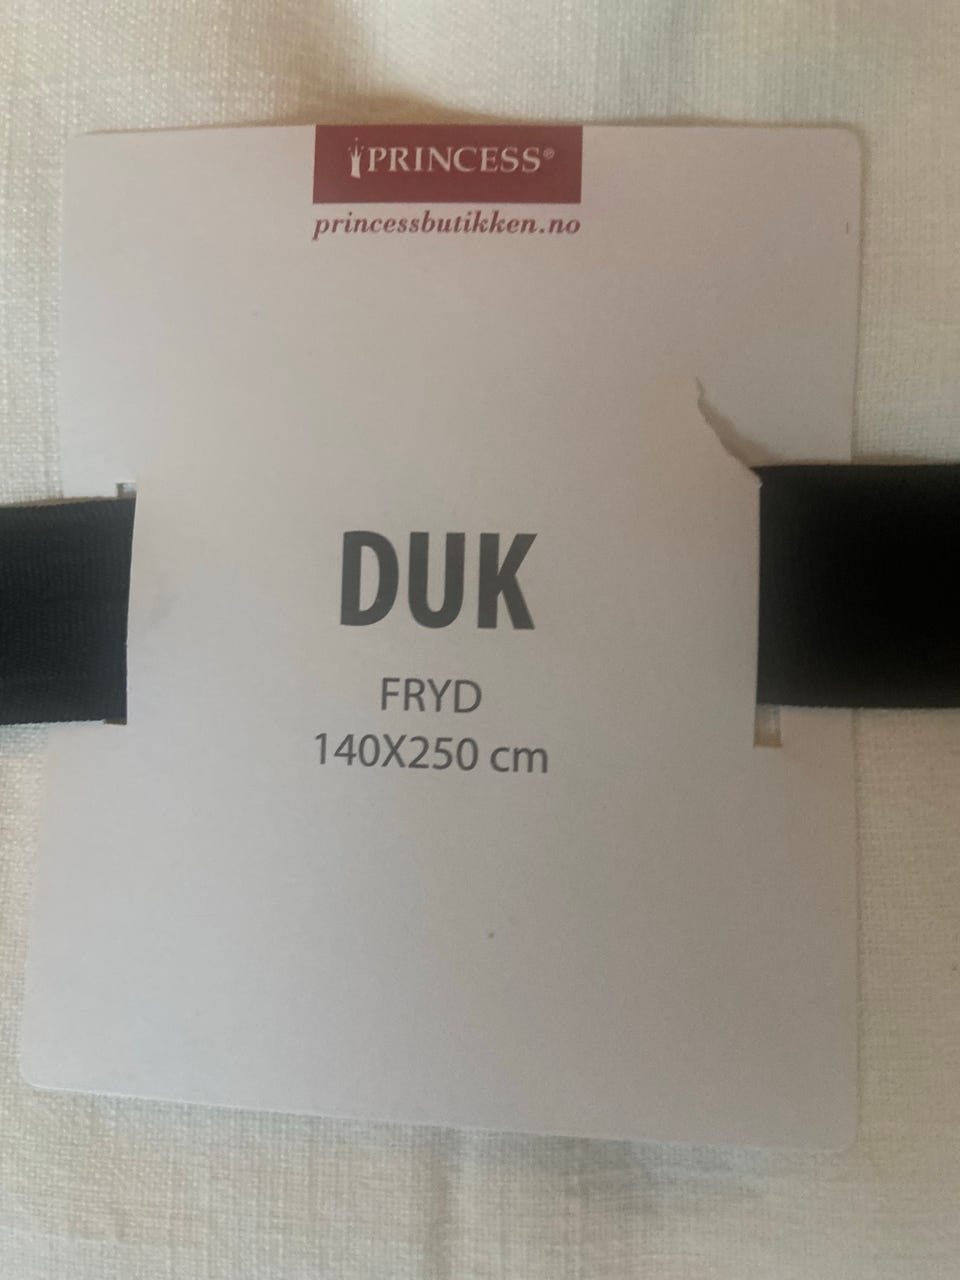 PRINCESS®
princessbutikken.no
DUK
FRYD
140X250 cm